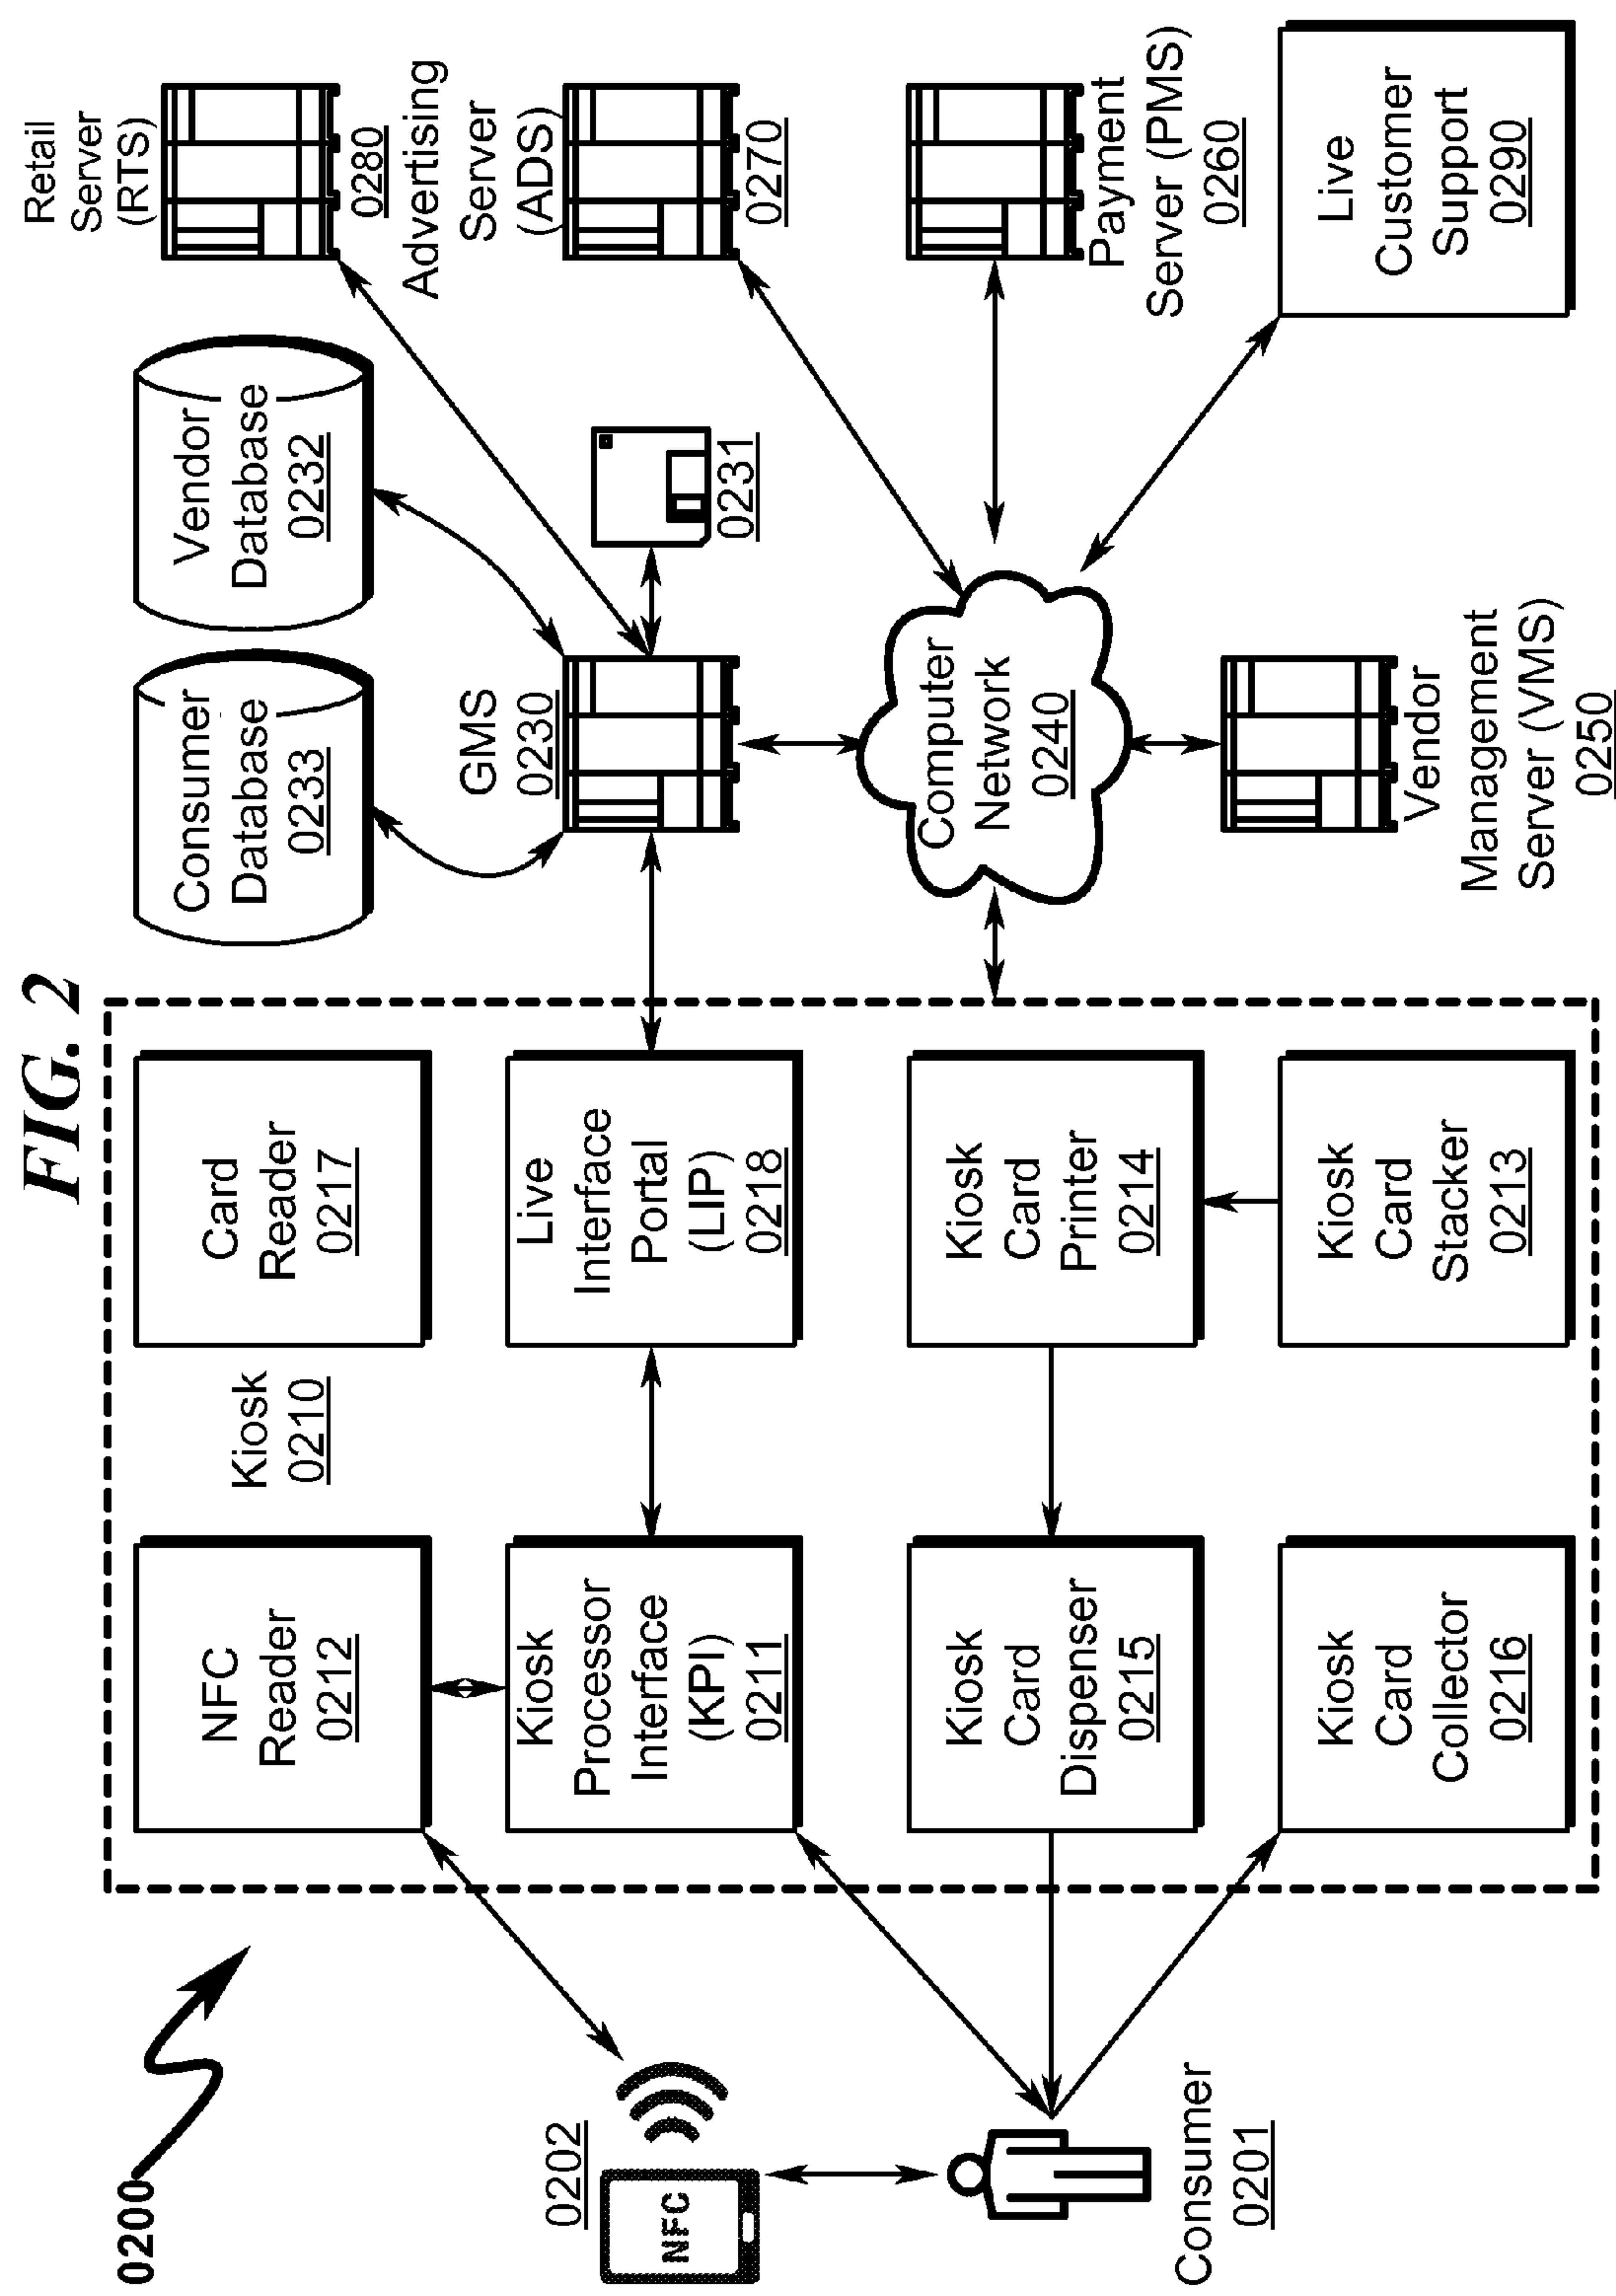 FIG. 2
0200
Kiosk
0210
NFC
Reader
0212
Card
Reader
0217
Consumer
Database
0233
Vendor
Database
0232
Retail
Server
(RTS)
0280
0202
NFC
Kiosk
Processor
Interface
(KPI)
0211
Live
Interface
Portal
(LIP)
0218
GMS
0230
0231
Advertising
Server
(ADS)
0270
Consumer
0201
Kiosk
Card
Dispenser
0215
Kiosk
Card
Printer
0214
Computer
Network
0240
Payment
Server (PMS)
0260
Kiosk
Card
Collector
0216
Kiosk
Card
Stacker
0213
Vendor
Management
Server (VMS)
0250
Live
Customer
Support
0290